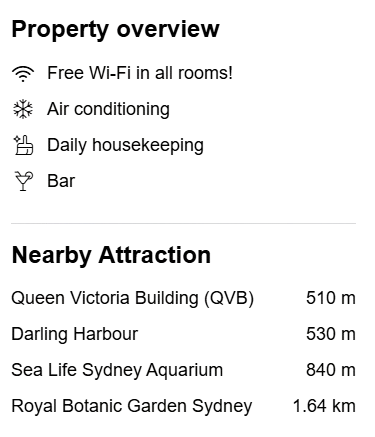 Property overview
Free Wi-Fi in all rooms!
Air conditioning
Daily housekeeping
Bar
Nearby Attraction
Queen Victoria Building (QVB) 510 m
Darling Harbour 530 m
Sea Life Sydney Aquarium 840 m
Royal Botanic Garden Sydney 1.64 km